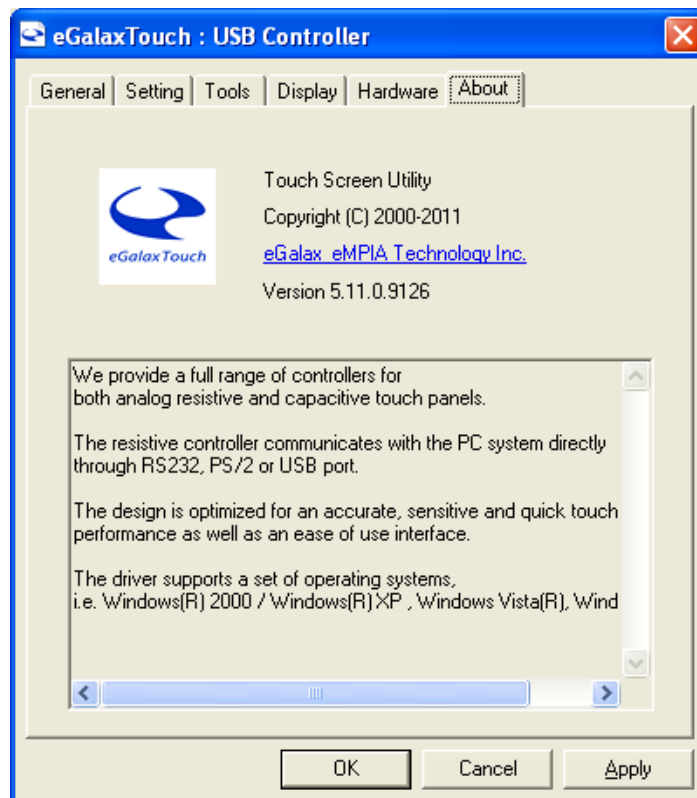 eGalaxTouch : USB Controller
General Setting Tools Display Hardware About
Touch Screen Utility
Copyright (C) 2000-2011
eGalax_eMPIA Technology Inc.
Version 5.11.0.9126
eGalaxTouch
We provide a full range of controllers for
both analog resistive and capacitive touch panels.
The resistive controller communicates with the PC system directly
through RS232, PS/2 or USB port.
The design is optimized for an accurate, sensitive and quick touch
performance as well as an ease of use interface.
The driver supports a set of operating systems,
i.e. Windows(R) 2000 / Windows(R) XP , Windows Vista(R), Wind
OK Cancel Apply